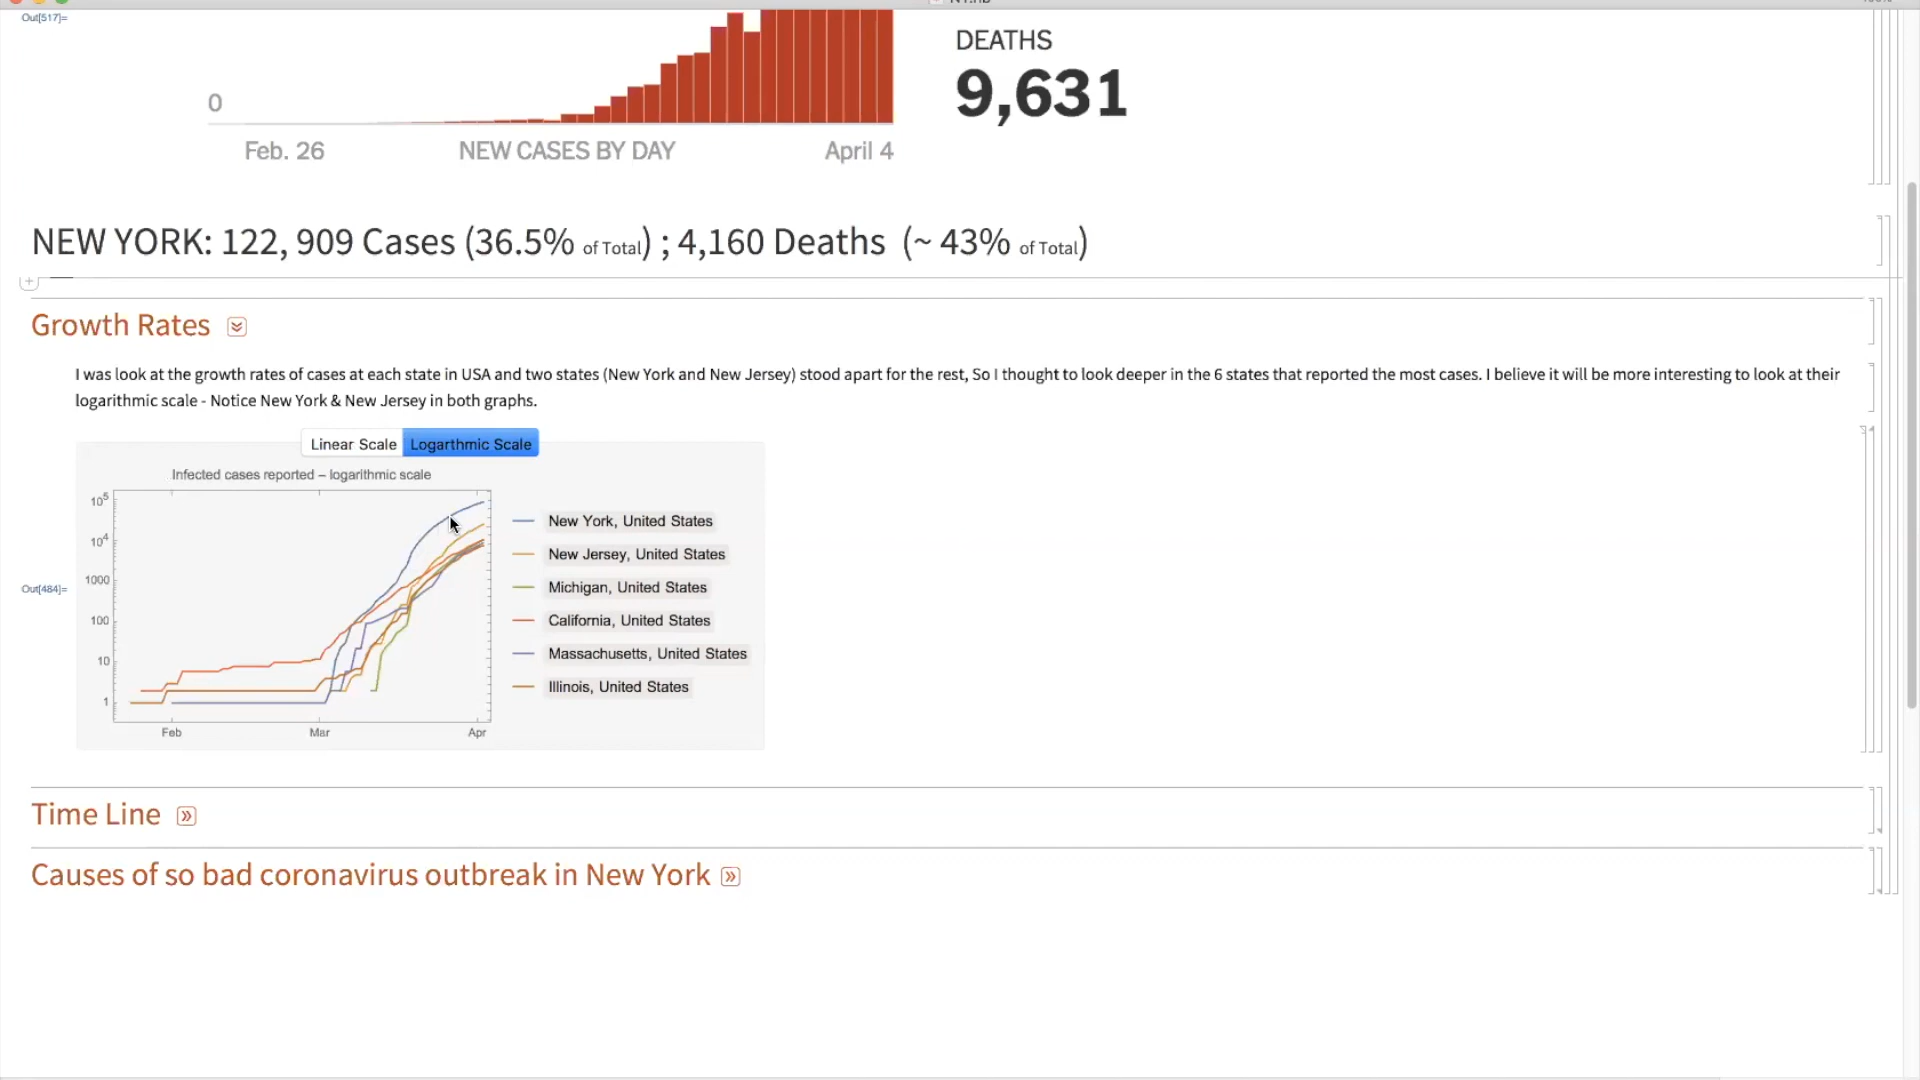 Out[517]=
DEATHS
9,631
0
Feb. 26 NEW CASES BY DAY April 4
NEW YORK: 122, 909 Cases (36.5% of Total) ; 4,160 Deaths (~ 43% of Total)
Growth Rates
I was look at the growth rates of cases at each state in USA and two states (New York and New Jersey) stood apart for the rest, So I thought to look deeper in the 6 states that reported the most cases. I believe it will be more interesting to look at their
logarithmic scale - Notice New York & New Jersey in both graphs.
Linear Scale Logarthmic Scale
Infected cases reported – logarithmic scale
10^5
10^4
1000
100
10
1
Feb Mar Apr
New York, United States
New Jersey, United States
Michigan, United States
California, United States
Massachusetts, United States
Illinois, United States
Out[484]=
Time Line
Causes of so bad coronavirus outbreak in New York